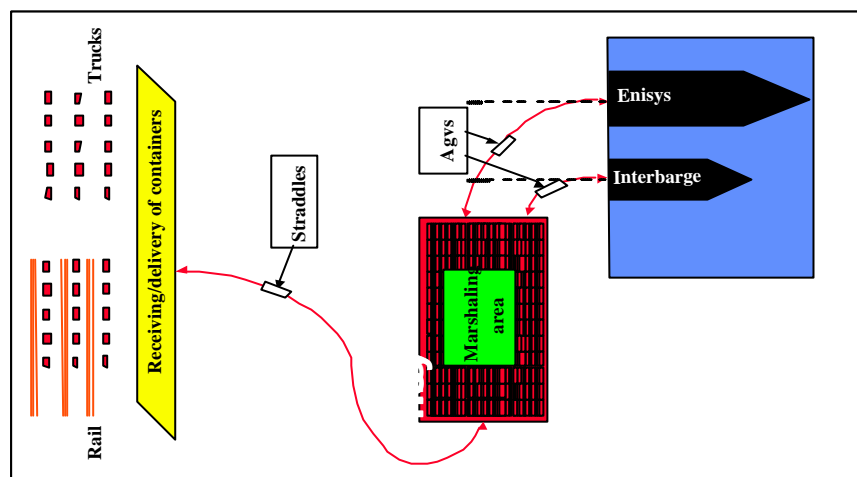 Trucks
Rail
Receiving/delivery of containers
Straddles
Agvs
Enisys
Interbarge
Marshaling
area